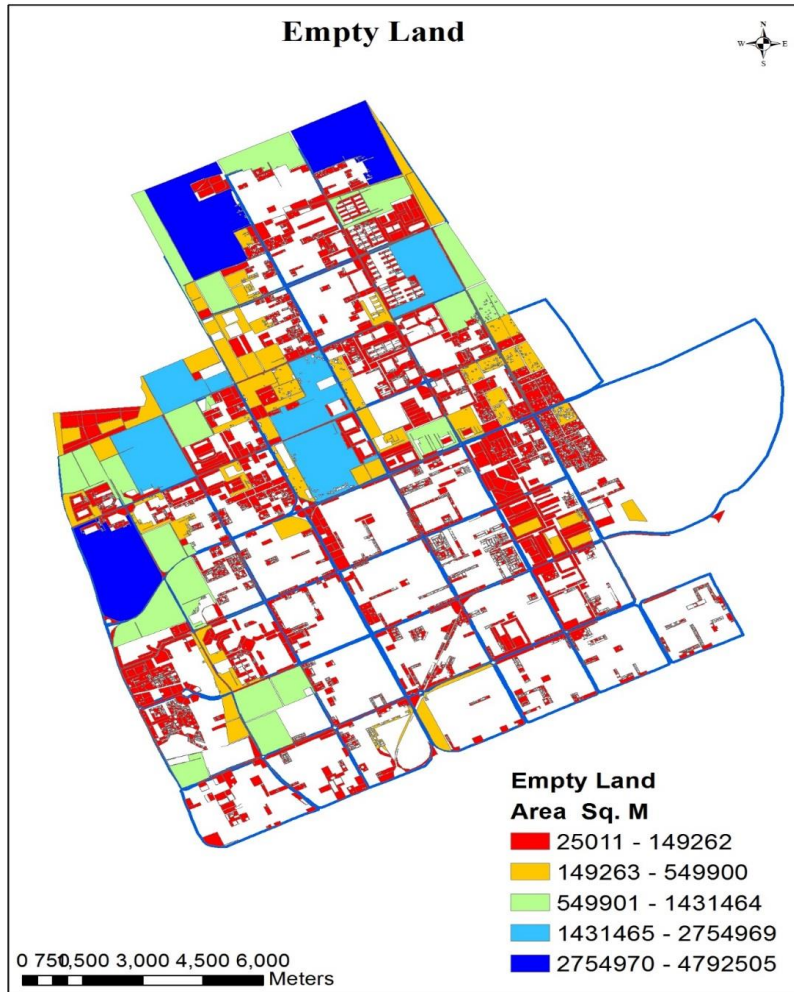 Empty Land
N
W E
S
Empty Land
Area Sq. M
25011 - 149262
149263 - 549900
549901 - 1431464
1431465 - 2754969
2754970 - 4792505
0 750 1,500 3,000 4,500 6,000
Meters